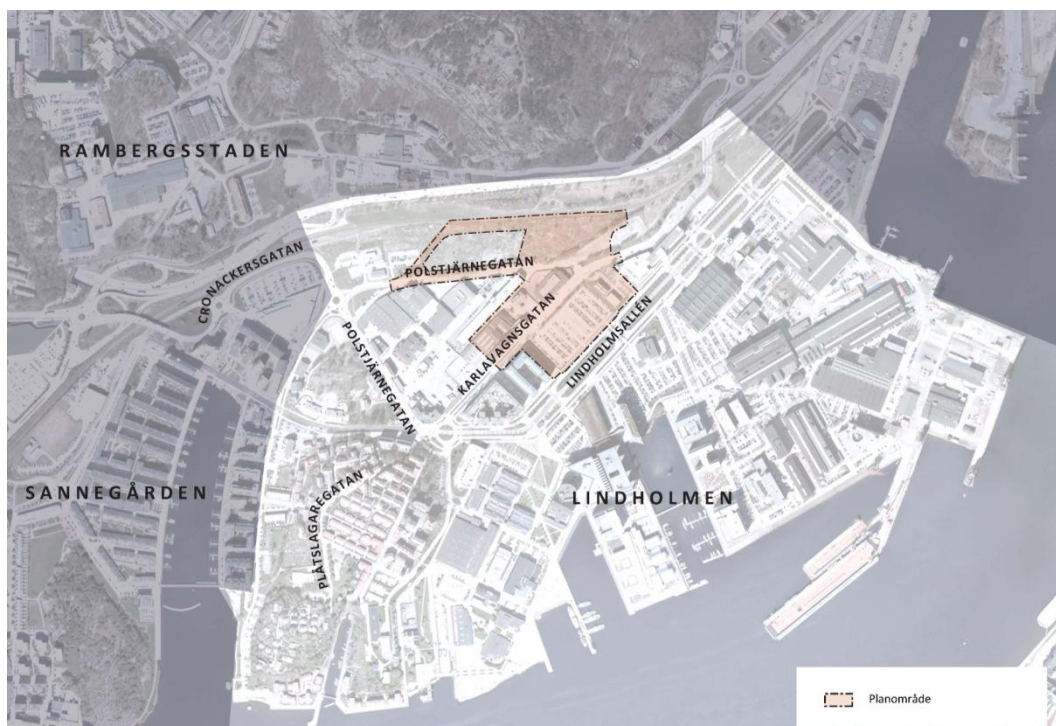 RAMBERGSSTADEN
CRONACKERSGATAN
POLSTJÄRNEGATAN
KARLAVAGNSGATAN
LINDHOLMSALLÉN
POLSTJÄRNEGATAN
SANNEGÅRDEN
LINDHOLMEN
PLÅTSLAGAREGATAN
Planområde